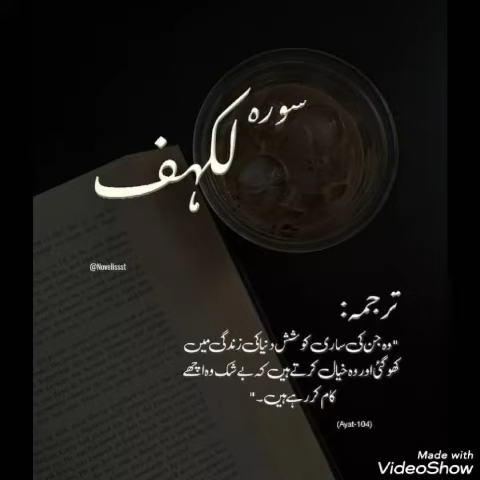 سورہ
لکہف
@Novelissst
ترجمہ:
"وہ جن کی ساری کوشش دنیا کی زندگی میں
کھو گئی اور وہ خیال کرتے ہیں کہ بے شک وہ اچھے
کام کر رہے ہیں۔"
(Ayat-104)
Made with
VideoShow